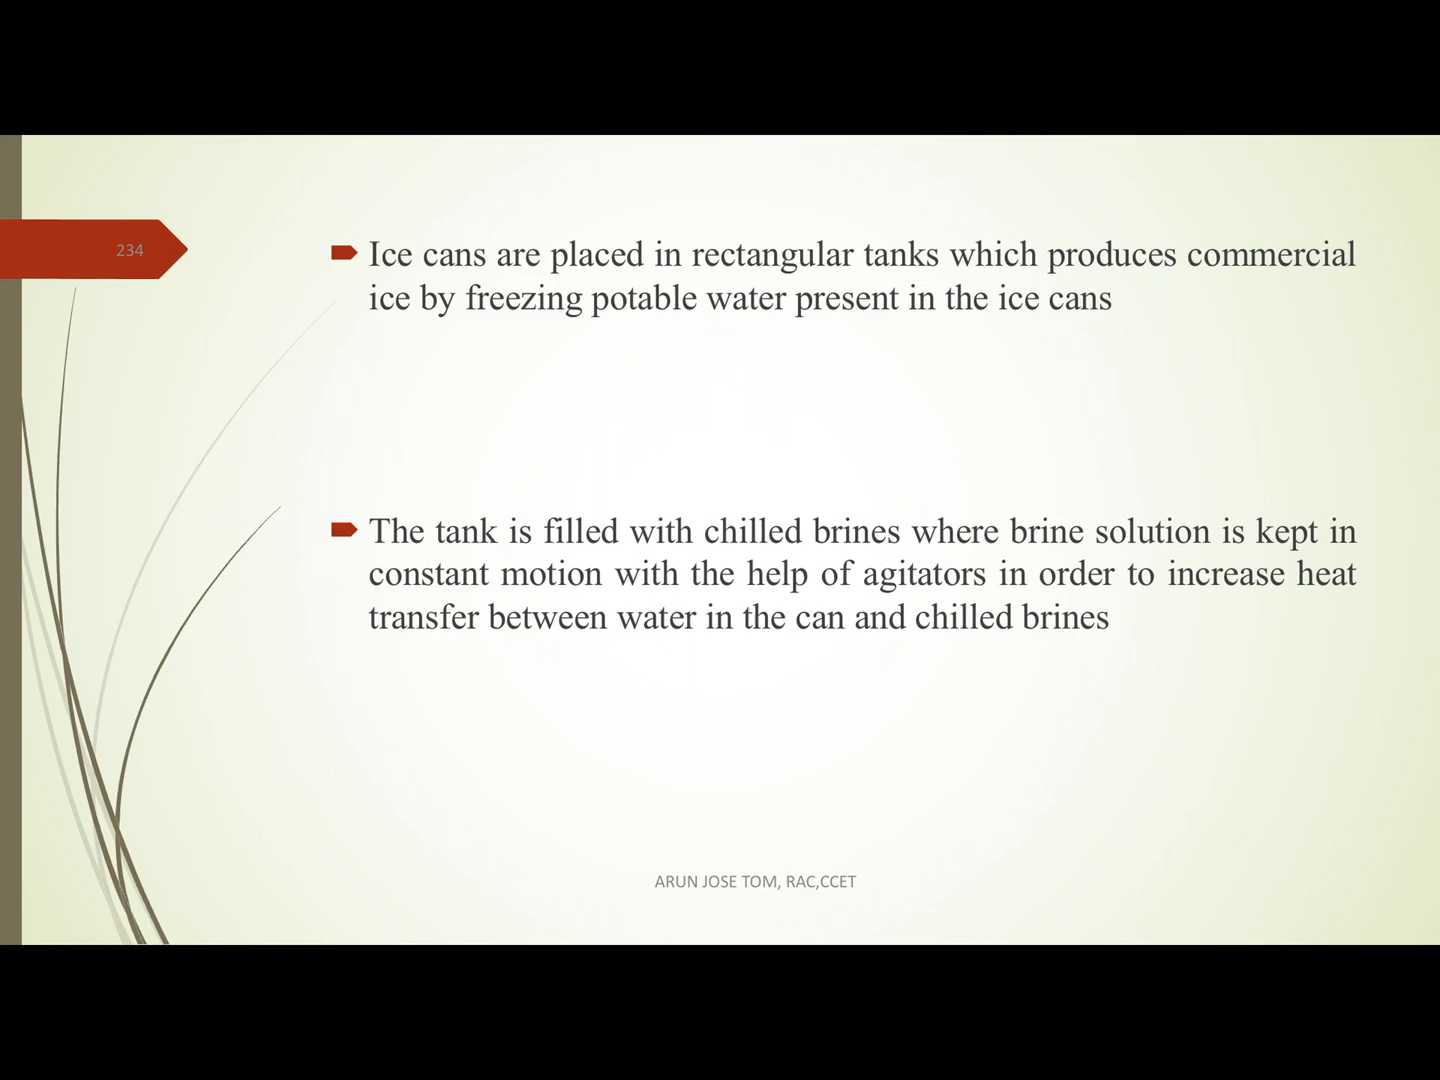 234
Ice cans are placed in rectangular tanks which produces commercial
ice by freezing potable water present in the ice cans
The tank is filled with chilled brines where brine solution is kept in
constant motion with the help of agitators in order to increase heat
transfer between water in the can and chilled brines
ARUN JOSE TOM, RAC,CCET